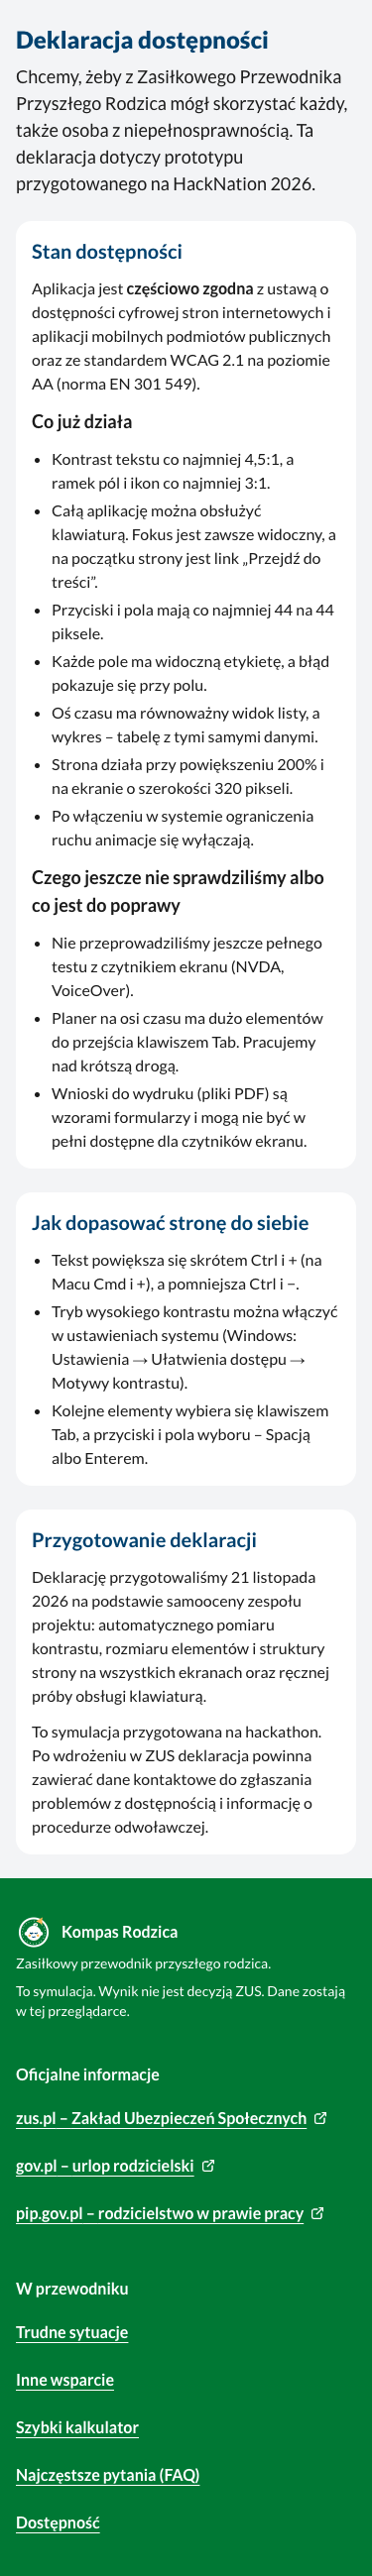 Deklaracja dostępności
Chcemy, żeby z Zasiłkowego Przewodnika
Przyszłego Rodzica mógł skorzystać każdy,
także osoba z niepełnosprawnością. Ta
deklaracja dotyczy prototypu
przygotowanego na HackNation 2026.
Stan dostępności
Aplikacja jest częściowo zgodna z ustawą o
dostępności cyfrowej stron internetowych i
aplikacji mobilnych podmiotów publicznych
oraz ze standardem WCAG 2.1 na poziomie
AA (norma EN 301 549).
Co już działa
• Kontrast tekstu co najmniej 4,5:1, a
ramek pól i ikon co najmniej 3:1.
• Całą aplikację można obsłużyć
klawiaturą. Fokus jest zawsze widoczny, a
na początku strony jest link „Przejdź do
treści”.
• Przyciski i pola mają co najmniej 44 na 44
piksele.
• Każde pole ma widoczną etykietę, a błąd
pokazuje się przy polu.
• Oś czasu ma równoważny widok listy, a
wykres – tabelę z tymi samymi danymi.
• Strona działa przy powiększeniu 200% i
na ekranie o szerokości 320 pikseli.
• Po włączeniu w systemie ograniczenia
ruchu animacje się wyłączają.
Czego jeszcze nie sprawdziliśmy albo
co jest do poprawy
• Nie przeprowadziliśmy jeszcze pełnego
testu z czytnikiem ekranu (NVDA,
VoiceOver).
• Planer na osi czasu ma dużo elementów
do przejścia klawiszem Tab. Pracujemy
nad krótszą drogą.
• Wnioski do wydruku (pliki PDF) są
wzorami formularzy i mogą nie być w
pełni dostępne dla czytników ekranu.
Jak dopasować stronę do siebie
• Tekst powiększa się skrótem Ctrl i + (na
Macu Cmd i +), a pomniejsza Ctrl i −.
• Tryb wysokiego kontrastu można włączyć
w ustawieniach systemu (Windows:
Ustawienia → Ułatwienia dostępu →
Motywy kontrastu).
• Kolejne elementy wybiera się klawiszem
Tab, a przyciski i pola wyboru – Spacją
albo Enterem.
Przygotowanie deklaracji
Deklarację przygotowaliśmy 21 listopada
2026 na podstawie samooceny zespołu
projektu: automatycznego pomiaru
kontrastu, rozmiaru elementów i struktury
strony na wszystkich ekranach oraz ręcznej
próby obsługi klawiaturą.
To symulacja przygotowana na hackathon.
Po wdrożeniu w ZUS deklaracja powinna
zawierać dane kontaktowe do zgłaszania
problemów z dostępnością i informację o
procedurze odwoławczej.
Kompas Rodzica
Zasiłkowy przewodnik przyszłego rodzica.
To symulacja. Wynik nie jest decyzją ZUS. Dane zostają
w tej przeglądarce.
Oficjalne informacje
zus.pl – Zakład Ubezpieczeń Społecznych
gov.pl – urlop rodzicielski
pip.gov.pl – rodzicielstwo w prawie pracy
W przewodniku
Trudne sytuacje
Inne wsparcie
Szybki kalkulator
Najczęstsze pytania (FAQ)
Dostępność